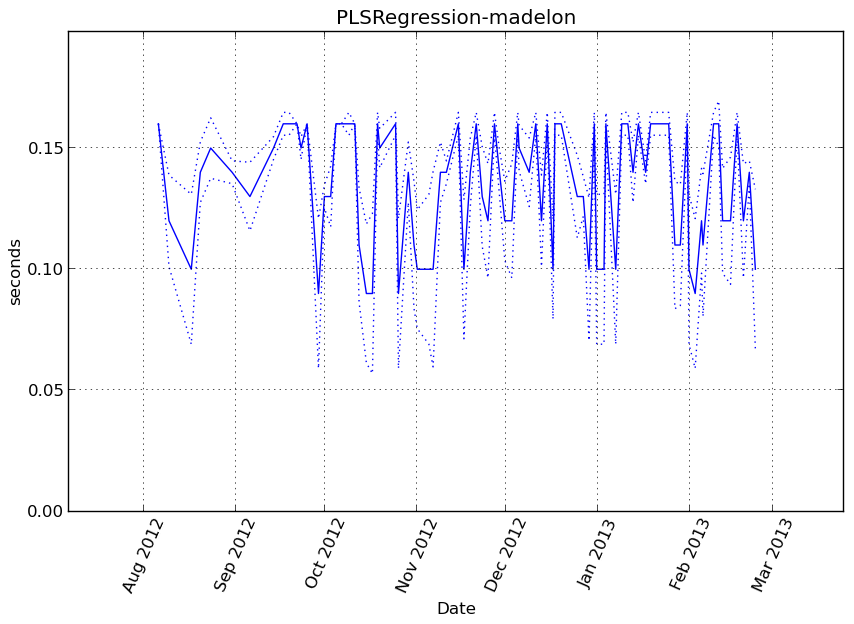 PLSRegression-madelon
seconds
0.15
0.10
0.05
0.00
Aug 2012
Sep 2012
Oct 2012
Nov 2012
Dec 2012
Jan 2013
Feb 2013
Mar 2013
Date